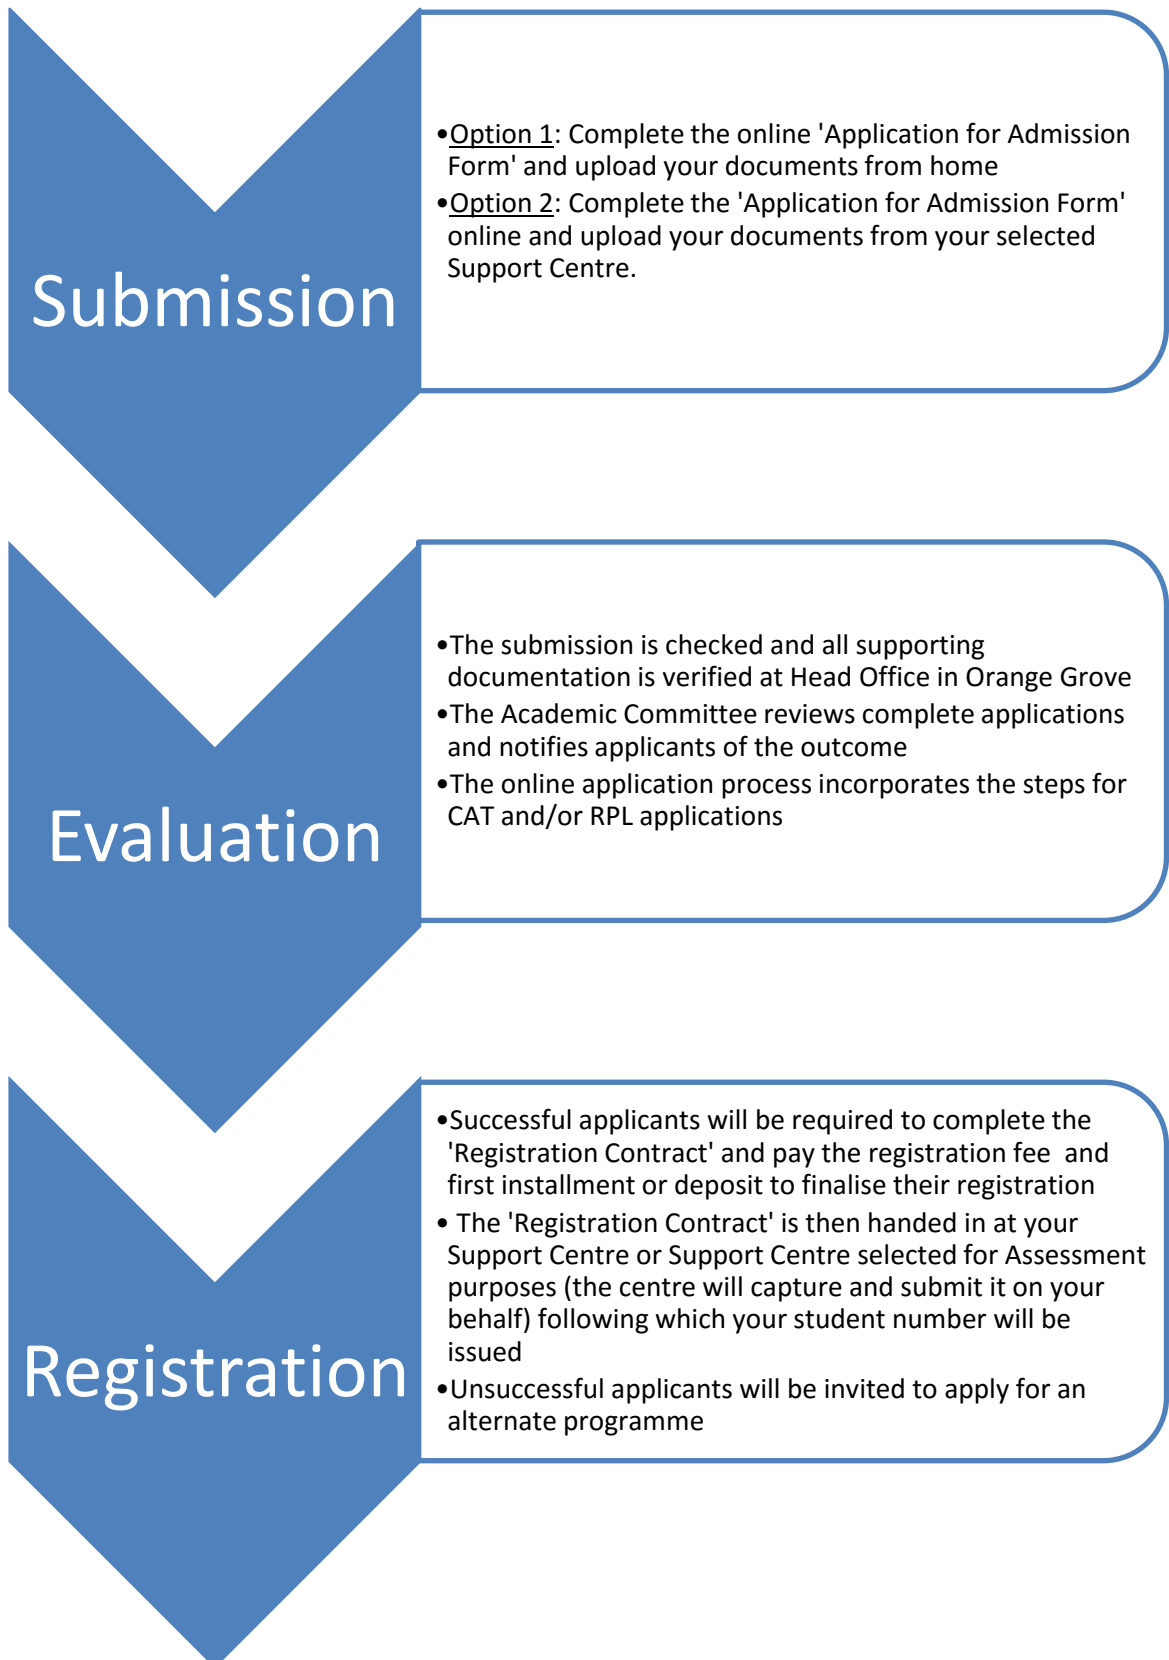 Submission
•Option 1: Complete the online 'Application for Admission
Form' and upload your documents from home
•Option 2: Complete the 'Application for Admission Form'
online and upload your documents from your selected
Support Centre.
Evaluation
•The submission is checked and all supporting
documentation is verified at Head Office in Orange Grove
•The Academic Committee reviews complete applications
and notifies applicants of the outcome
•The online application process incorporates the steps for
CAT and/or RPL applications
Registration
•Successful applicants will be required to complete the
'Registration Contract' and pay the registration fee  and
first installment or deposit to finalise their registration
• The 'Registration Contract' is then handed in at your
Support Centre or Support Centre selected for Assessment
purposes (the centre will capture and submit it on your
behalf) following which your student number will be
issued
•Unsuccessful applicants will be invited to apply for an
alternate programme